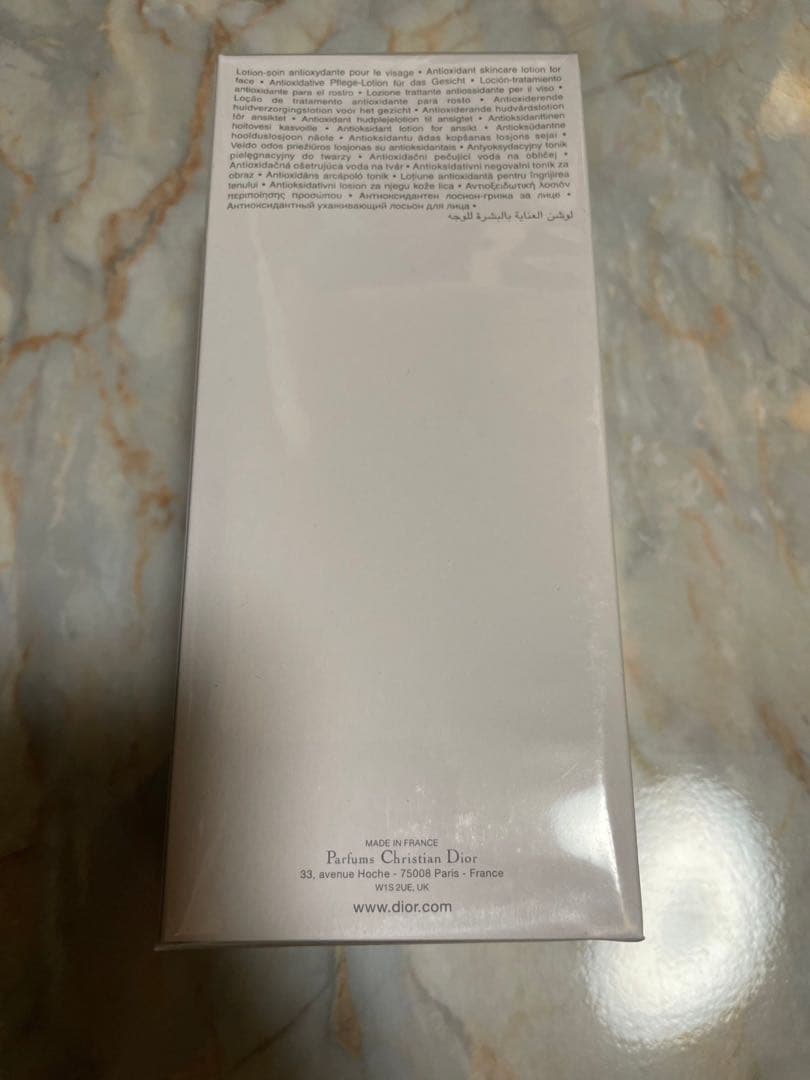 Lotion-soin antioxydante pour le visage • Antioxidant skincare lotion for
face • Antioxidative Pflege-Lotion für das Gesicht • Loción-tratamiento
antioxidante para el rostro • Lozione trattante antiossidante per il viso •
Loção de tratamento antioxidante para rosto • Antioxiderende
huidverzorgingslotion voor het gezicht • Antioxiderande hudvårdslotion
för ansiktet • Antioxidant hudplejelotion til ansigtet • Antioksidanttinen
hoitovesi kasvoille • Antioksidant lotion for ansikt • Antioksüdantne
hooldusloosjoon näole • Antioksidantu ādas kopšanas losjons sejai •
Veido odos priežiūros losjonas su antioksidantais • Antyoksydacyjny tonik
pielęgnacyjny do twarzy • Antioxidační pečující voda na obličej •
Antioxidačná ošetrujúca voda na tvár • Antioksidativni negovalni tonik za
obraz • Antioxidáns arcápoló tonik • Loțiune antioxidantă pentru îngrijirea
tenului • Antioksidativni losion za njegu kože lica • Αντιοξειδωτική λοσιόν
περιποίησης προσώπου • Антиоксидантен лосион-грижа за лице •
Антиоксидантный ухаживающий лосьон для лица •
لوشن العناية بالبشرة للوجه
MADE IN FRANCE
Parfums Christian Dior
33, avenue Hoche - 75008 Paris - France
W1S 2UE, UK
www.dior.com